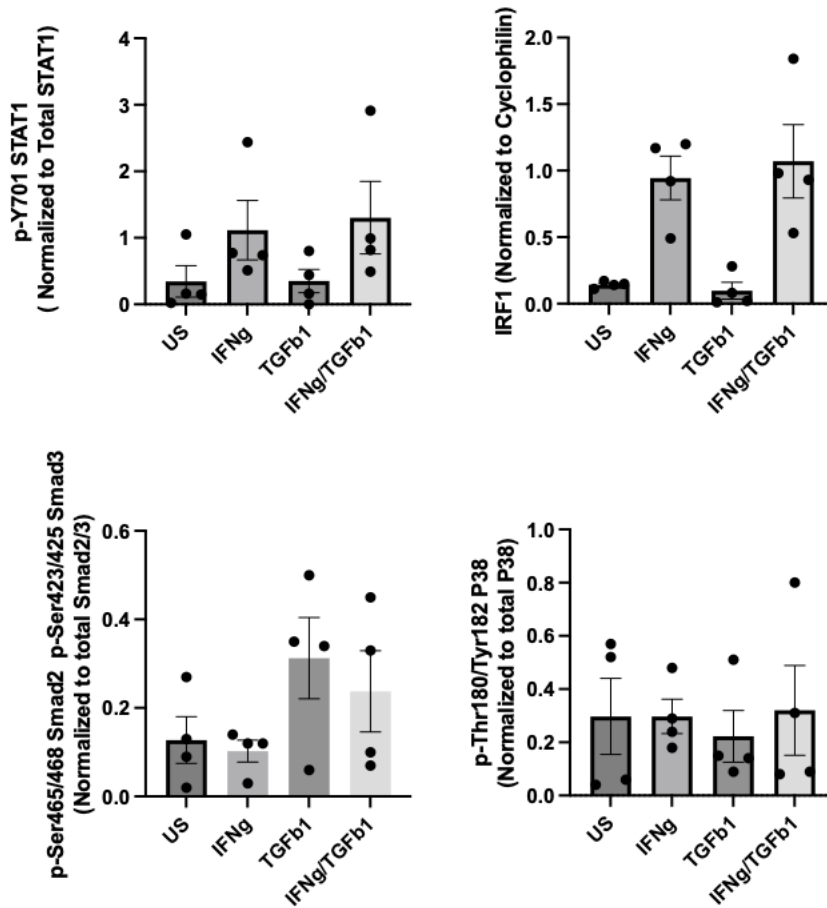 p-Y701 STAT1
( Normalized to Total STAT1)
4
3
2
1
0
US
IFNg
TGFb1
IFNg/TGFb1
IRF1 (Normalized to Cyclophilin)
2.0
1.5
1.0
0.5
0.0
US
IFNg
TGFb1
IFNg/TGFb1
p-Ser465/468 Smad2 p-Ser423/425 Smad3
(Normalized to total Smad2/3)
0.6
0.4
0.2
0.0
US
IFNg
TGFb1
IFNg/TGFb1
p-Thr180/Tyr182 P38
(Normalized to total P38)
1.0
0.8
0.6
0.4
0.2
0.0
US
IFNg
TGFb1
IFNg/TGFb1